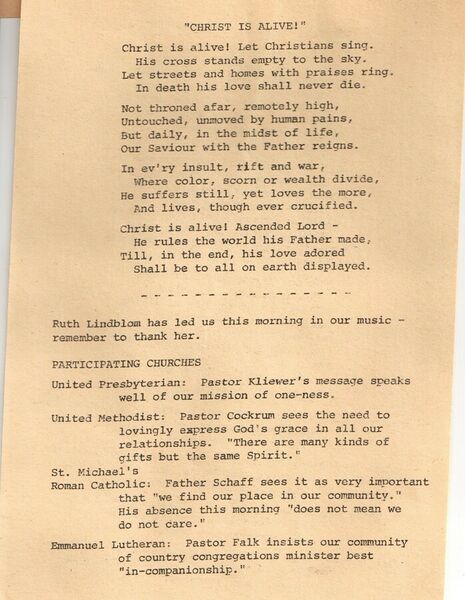 "CHRIST IS ALIVE!"
Christ is alive! Let Christians sing.
His cross stands empty to the sky.
Let streets and homes with praises ring.
In death his love shall never die.
Not throned afar, remotely high,
Untouched, unmoved by human pains,
But daily, in the midst of life,
Our Saviour with the Father reigns.
In ev'ry insult, rift and war,
Where color, scorn or wealth divide,
He suffers still, yet loves the more,
And lives, though ever crucified.
Christ is alive! Ascended Lord -
He rules the world his Father made,
Till, in the end, his love adored
Shall be to all on earth displayed.
- - - - - - - - - - - - - - - -
Ruth Lindblom has led us this morning in our music -
remember to thank her.
PARTICIPATING CHURCHES
United Presbyterian: Pastor Kliewer's message speaks
well of our mission of one-ness.
United Methodist: Pastor Cockrum sees the need to
lovingly express God's grace in all our
relationships. "There are many kinds of
gifts but the same Spirit."
St. Michael's
Roman Catholic: Father Schaff sees it as very important
that "we find our place in our community."
His absence this morning "does not mean we
do not care."
Emmanuel Lutheran: Pastor Falk insists our community
of country congregations minister best
"in-companionship."